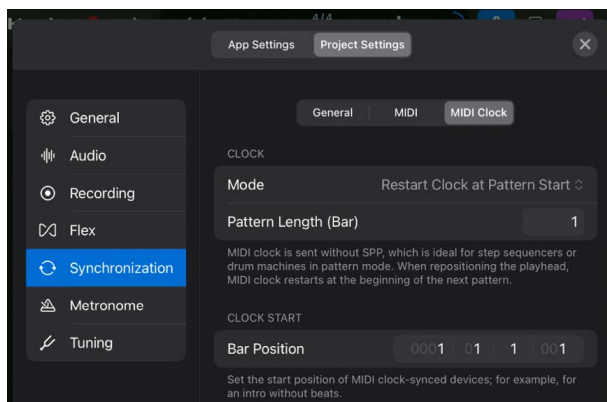 4/4
App Settings Project Settings
General MIDI MIDI Clock
General
Audio
Recording
Flex
Synchronization
Metronome
Tuning
CLOCK
Mode Restart Clock at Pattern Start
Pattern Length (Bar) 1
MIDI clock is sent without SPP, which is ideal for step sequencers or
drum machines in pattern mode. When repositioning the playhead,
MIDI clock restarts at the beginning of the next pattern.
CLOCK START
Bar Position 0001 01 1 001
Set the start position of MIDI clock-synced devices; for example, for
an intro without beats.